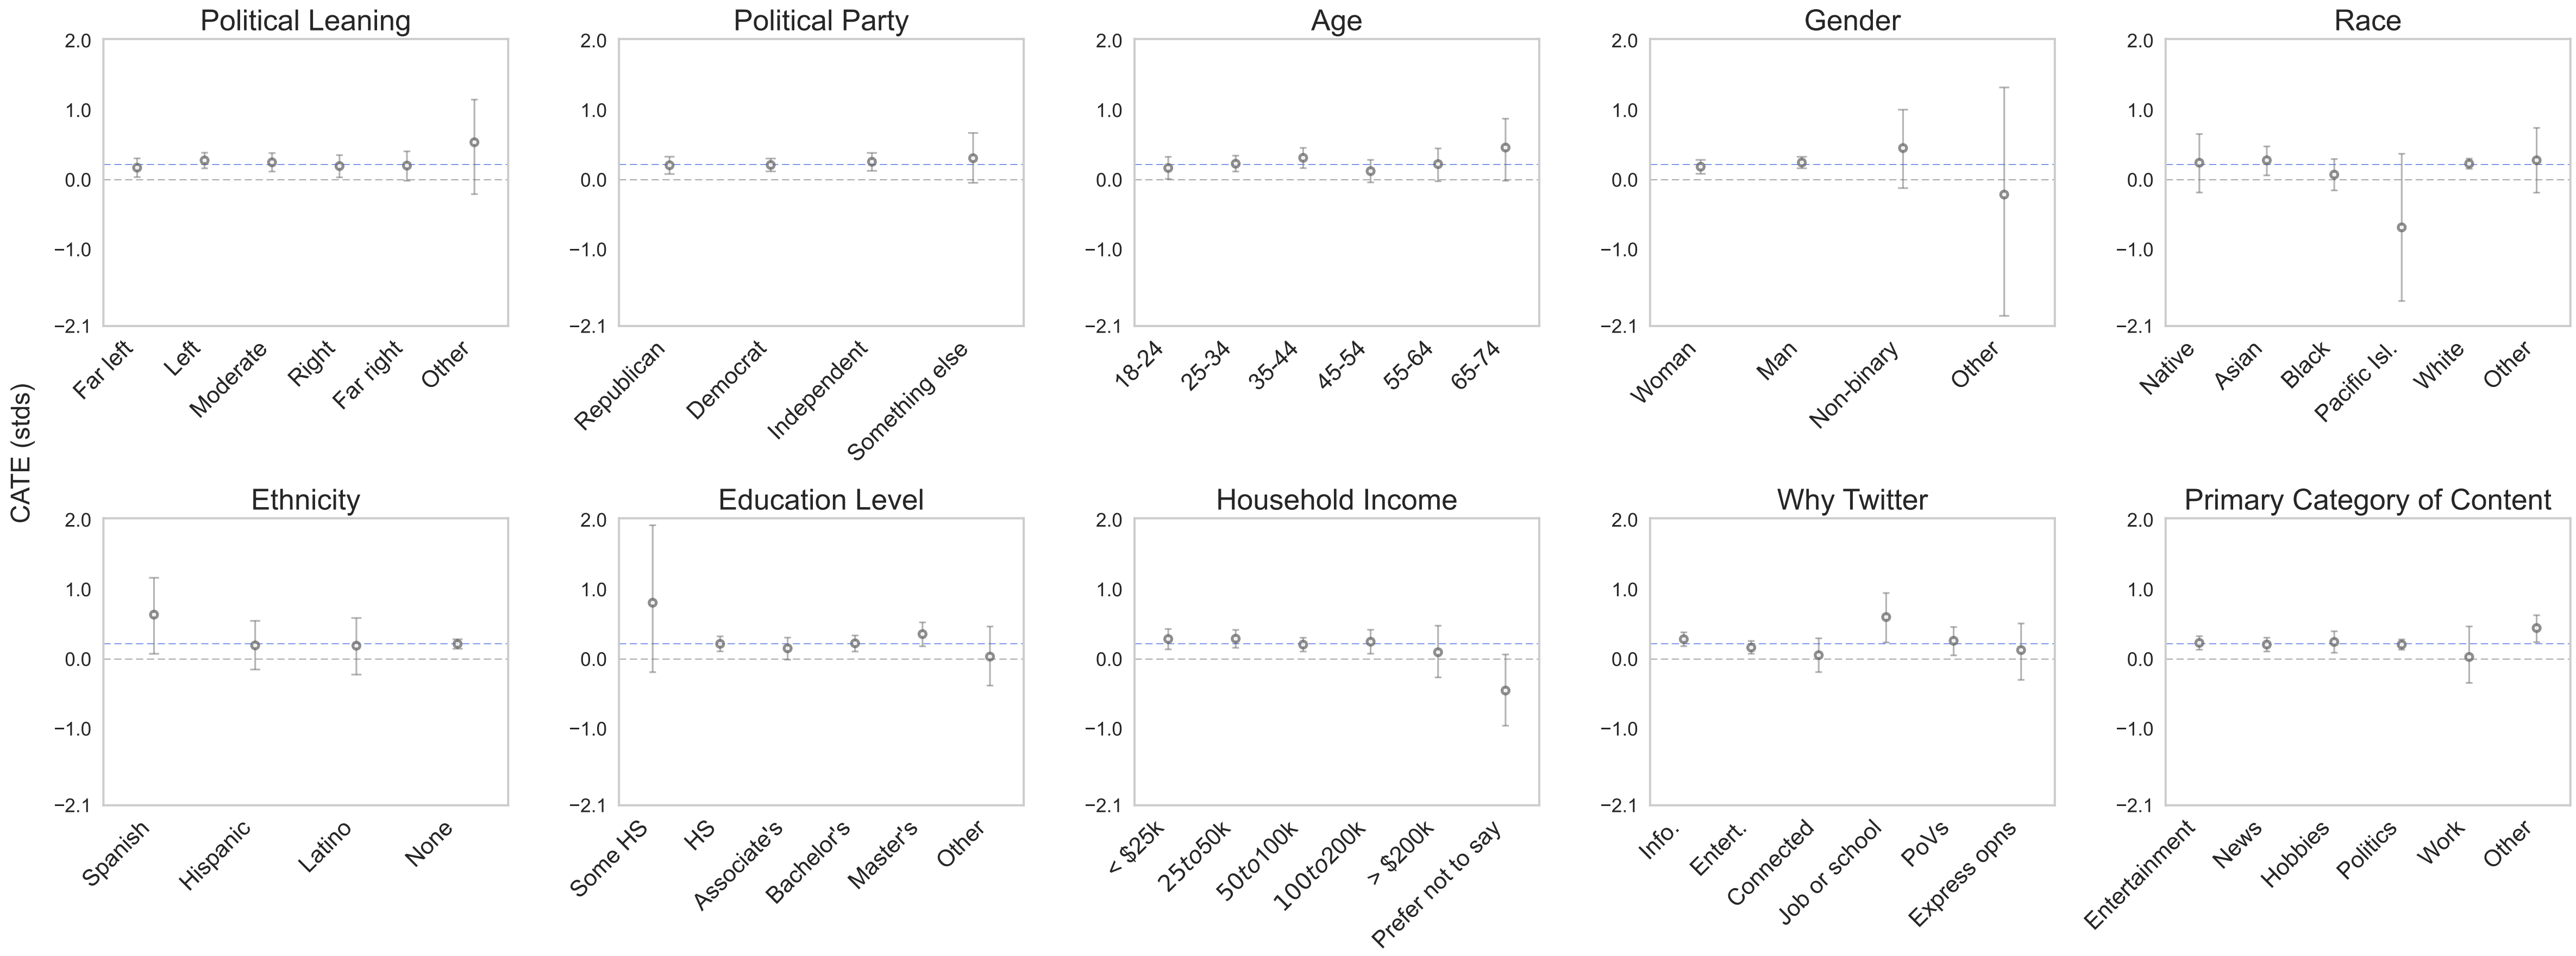 Political Leaning
2.0
1.0
0.0
−1.0
−2.1
Far left
Left
Moderate
Right
Far right
Other
Political Party
2.0
1.0
0.0
−1.0
−2.1
Republican
Democrat
Independent
Something else
Age
2.0
1.0
0.0
−1.0
−2.1
18-24
25-34
35-44
45-54
55-64
65-74
Gender
2.0
1.0
0.0
−1.0
−2.1
Woman
Man
Non-binary
Other
Race
2.0
1.0
0.0
−1.0
−2.1
Native
Asian
Black
Pacific Isl.
White
Other
CATE (stds)
Ethnicity
2.0
1.0
0.0
−1.0
−2.1
Spanish
Hispanic
Latino
None
Education Level
2.0
1.0
0.0
−1.0
−2.1
Some HS
HS
Associate's
Bachelor's
Master's
Other
Household Income
2.0
1.0
0.0
−1.0
−2.1
< $25k
25to50k
50to100k
100to200k
> $200k
Prefer not to say
Why Twitter
2.0
1.0
0.0
−1.0
−2.1
Info.
Entert.
Connected
Job or school
PoVs
Express opns
Primary Category of Content
2.0
1.0
0.0
−1.0
−2.1
Entertainment
News
Hobbies
Politics
Work
Other